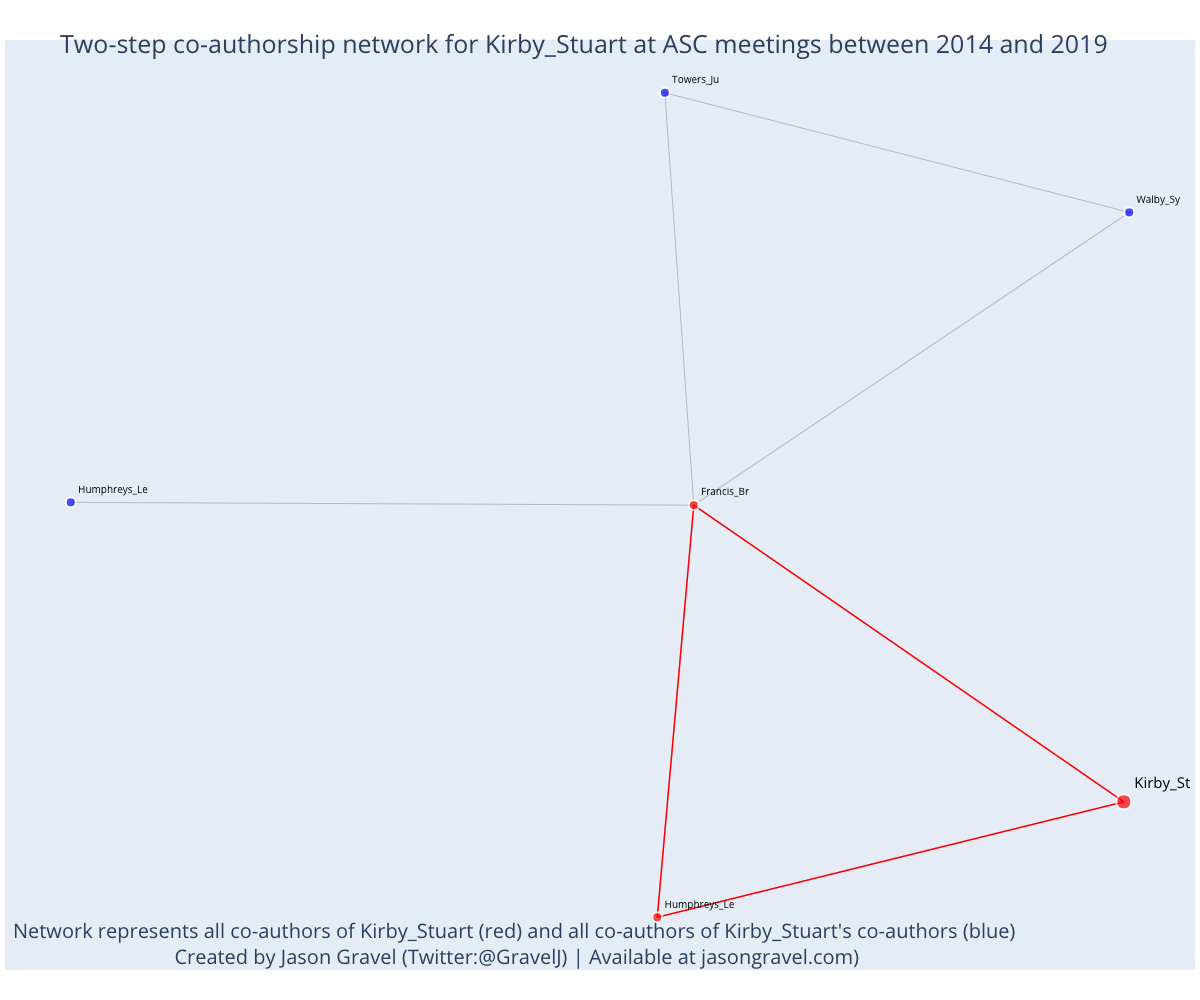 Two-step co-authorship network for Kirby_Stuart at ASC meetings between 2014 and 2019
Towers_Ju
Walby_Sy
Humphreys_Le
Francis_Br
Kirby_St
Humphreys_Le
Network represents all co-authors of Kirby_Stuart (red) and all co-authors of Kirby_Stuart's co-authors (blue)
Created by Jason Gravel (Twitter:@GravelJ) | Available at jasongravel.com)